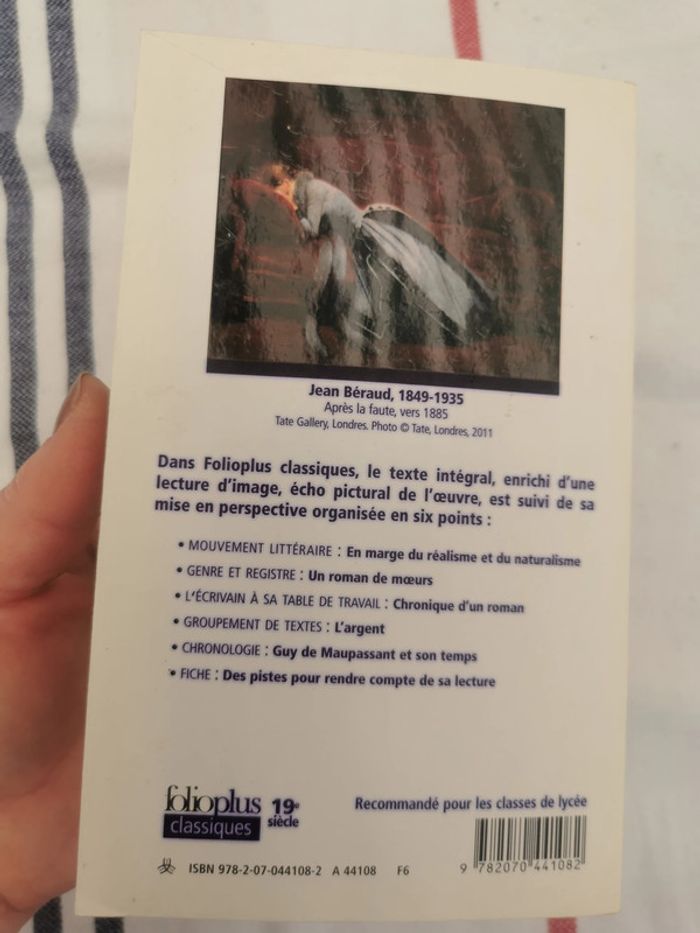 Jean Béraud, 1849-1935
Après la faute, vers 1885
Tate Gallery, Londres. Photo © Tate, Londres, 2011
Dans Folioplus classiques, le texte intégral, enrichi d'une
lecture d'image, écho pictural de l'œuvre, est suivi de sa
mise en perspective organisée en six points :
• MOUVEMENT LITTÉRAIRE : En marge du réalisme et du naturalisme
• GENRE ET REGISTRE : Un roman de mœurs
• L'ÉCRIVAIN À SA TABLE DE TRAVAIL : Chronique d'un roman
• GROUPEMENT DE TEXTES : L'argent
• CHRONOLOGIE : Guy de Maupassant et son temps
• FICHE : Des pistes pour rendre compte de sa lecture
folioplus
classiques
19e
siècle
Recommandé pour les classes de lycée
ISBN 978-2-07-044108-2 A 44108 F6
9 782070 441082